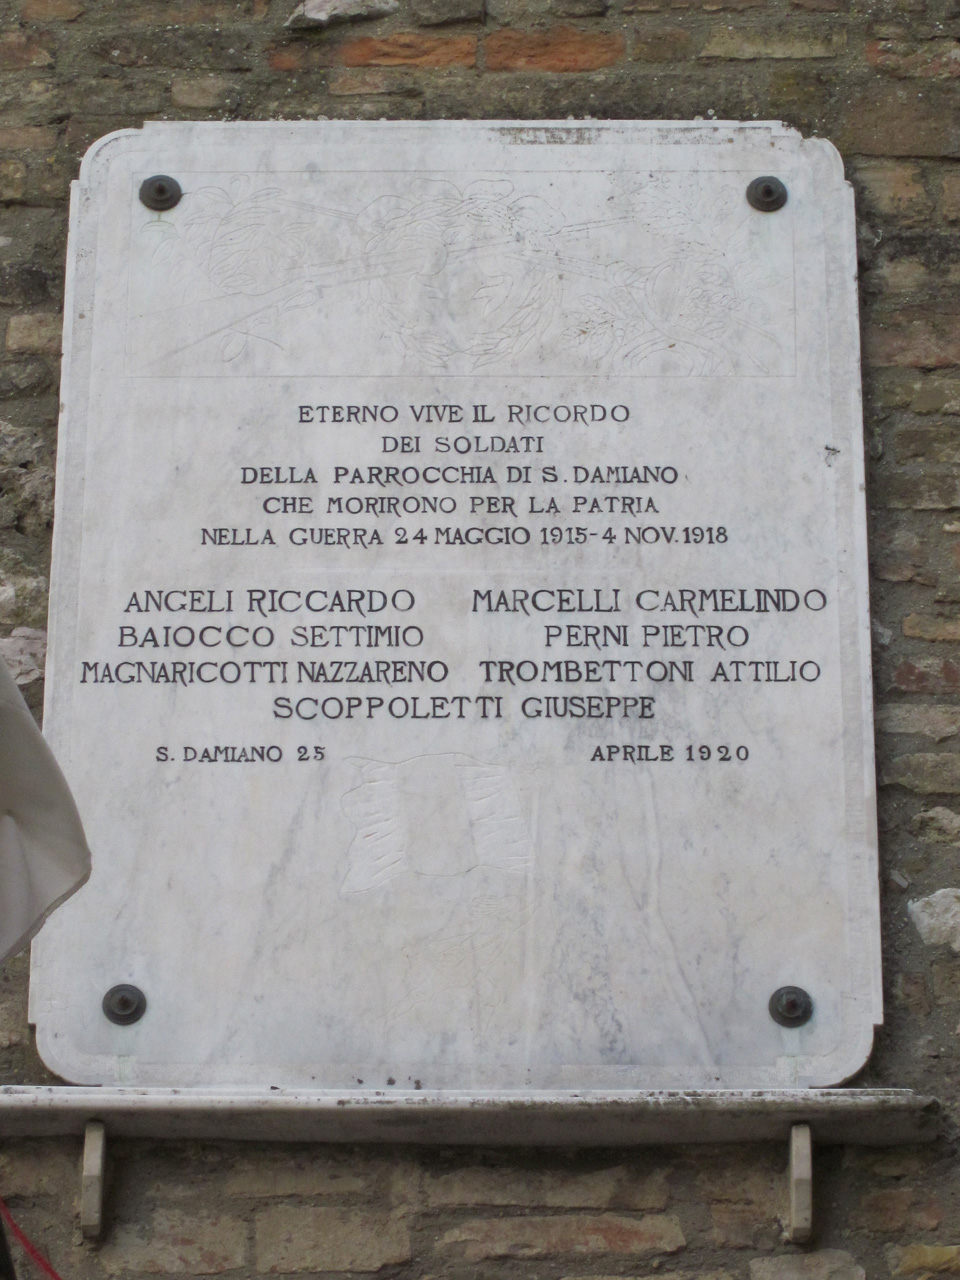 ETERNO VIVE IL RICORDO
DEI SOLDATI
DELLA PARROCCHIA DI S. DAMIANO
CHE MORIRONO PER LA PATRIA
NELLA GUERRA 24 MAGGIO 1915-4 NOV. 1918
ANGELI RICCARDO MARCELLI CARMELINDO
BAIOCCO SETTIMIO PERNI PIETRO
MAGNARICOTTI NAZZARENO TROMBETTONI ATTILIO
SCOPPOLETTI GIUSEPPE
S. DAMIANO 25 APRILE 1920